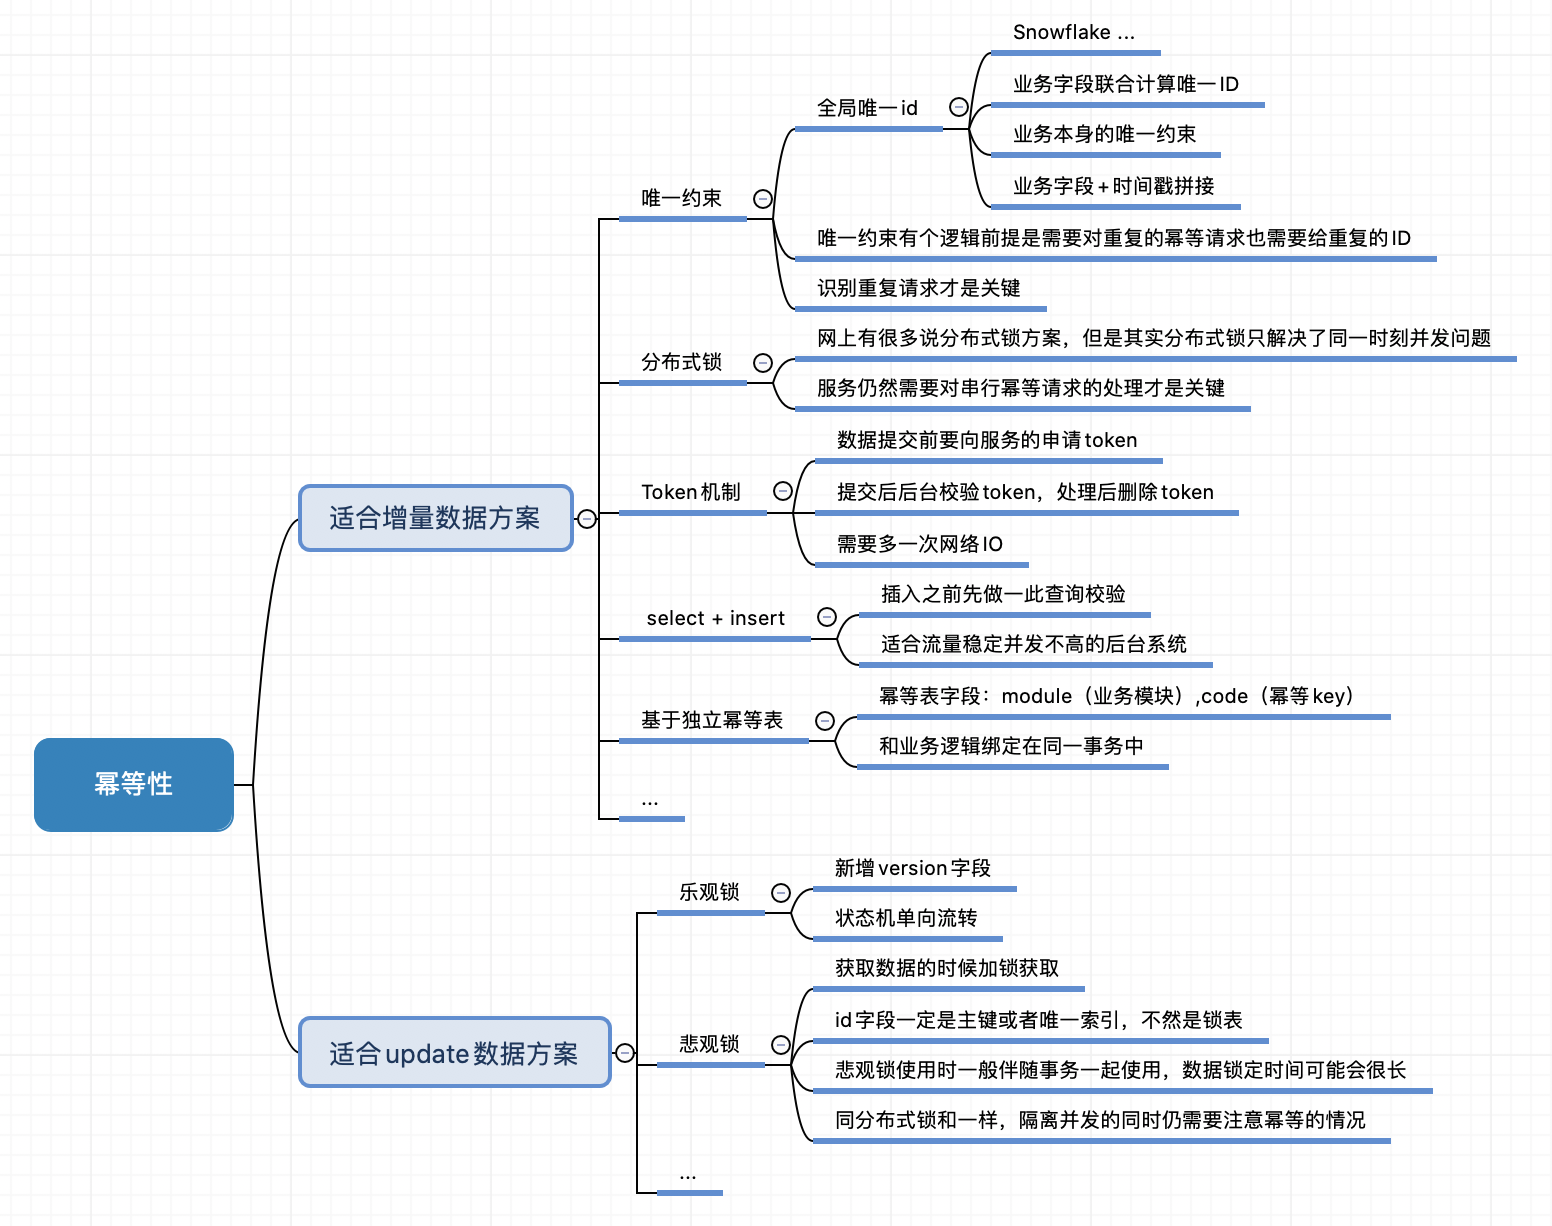 幂等性
适合增量数据方案
唯一约束
全局唯一id
Snowflake ...
业务字段联合计算唯一ID
业务本身的唯一约束
业务字段+时间戳拼接
唯一约束有个逻辑前提是需要对重复的幂等请求也需要给重复的ID
识别重复请求才是关键
分布式锁
网上有很多说分布式锁方案，但是其实分布式锁只解决了同一时刻并发问题
服务仍然需要对串行幂等请求的处理才是关键
Token机制
数据提交前要向服务的申请token
提交后后台校验token，处理后删除token
需要多一次网络IO
select + insert
插入之前先做一此查询校验
适合流量稳定并发不高的后台系统
基于独立幂等表
幂等表字段：module（业务模块）,code（幂等key）
和业务逻辑绑定在同一事务中
...
适合update数据方案
乐观锁
新增version字段
状态机单向流转
悲观锁
获取数据的时候加锁获取
id字段一定是主键或者唯一索引，不然是锁表
悲观锁使用时一般伴随事务一起使用，数据锁定时间可能会很长
同分布式锁和一样，隔离并发的同时仍需要注意幂等的情况
...